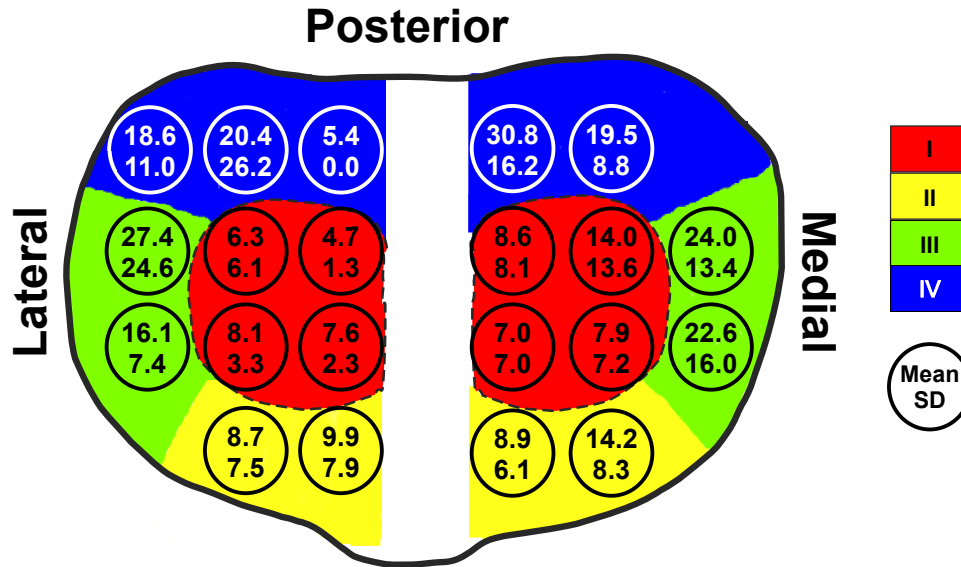 Posterior
18.6 20.4 5.4 30.8 19.5
11.0 26.2 0.0 16.2 8.8
I
II
III
IV
Lateral
27.4 6.3 4.7 8.6 14.0 24.0
24.6 6.1 1.3 8.1 13.6 13.4
Medial
16.1 8.1 7.6 7.0 7.9 22.6
7.4 3.3 2.3 7.0 7.2 16.0
Mean
SD
8.7 9.9 8.9 14.2
7.5 7.9 6.1 8.3